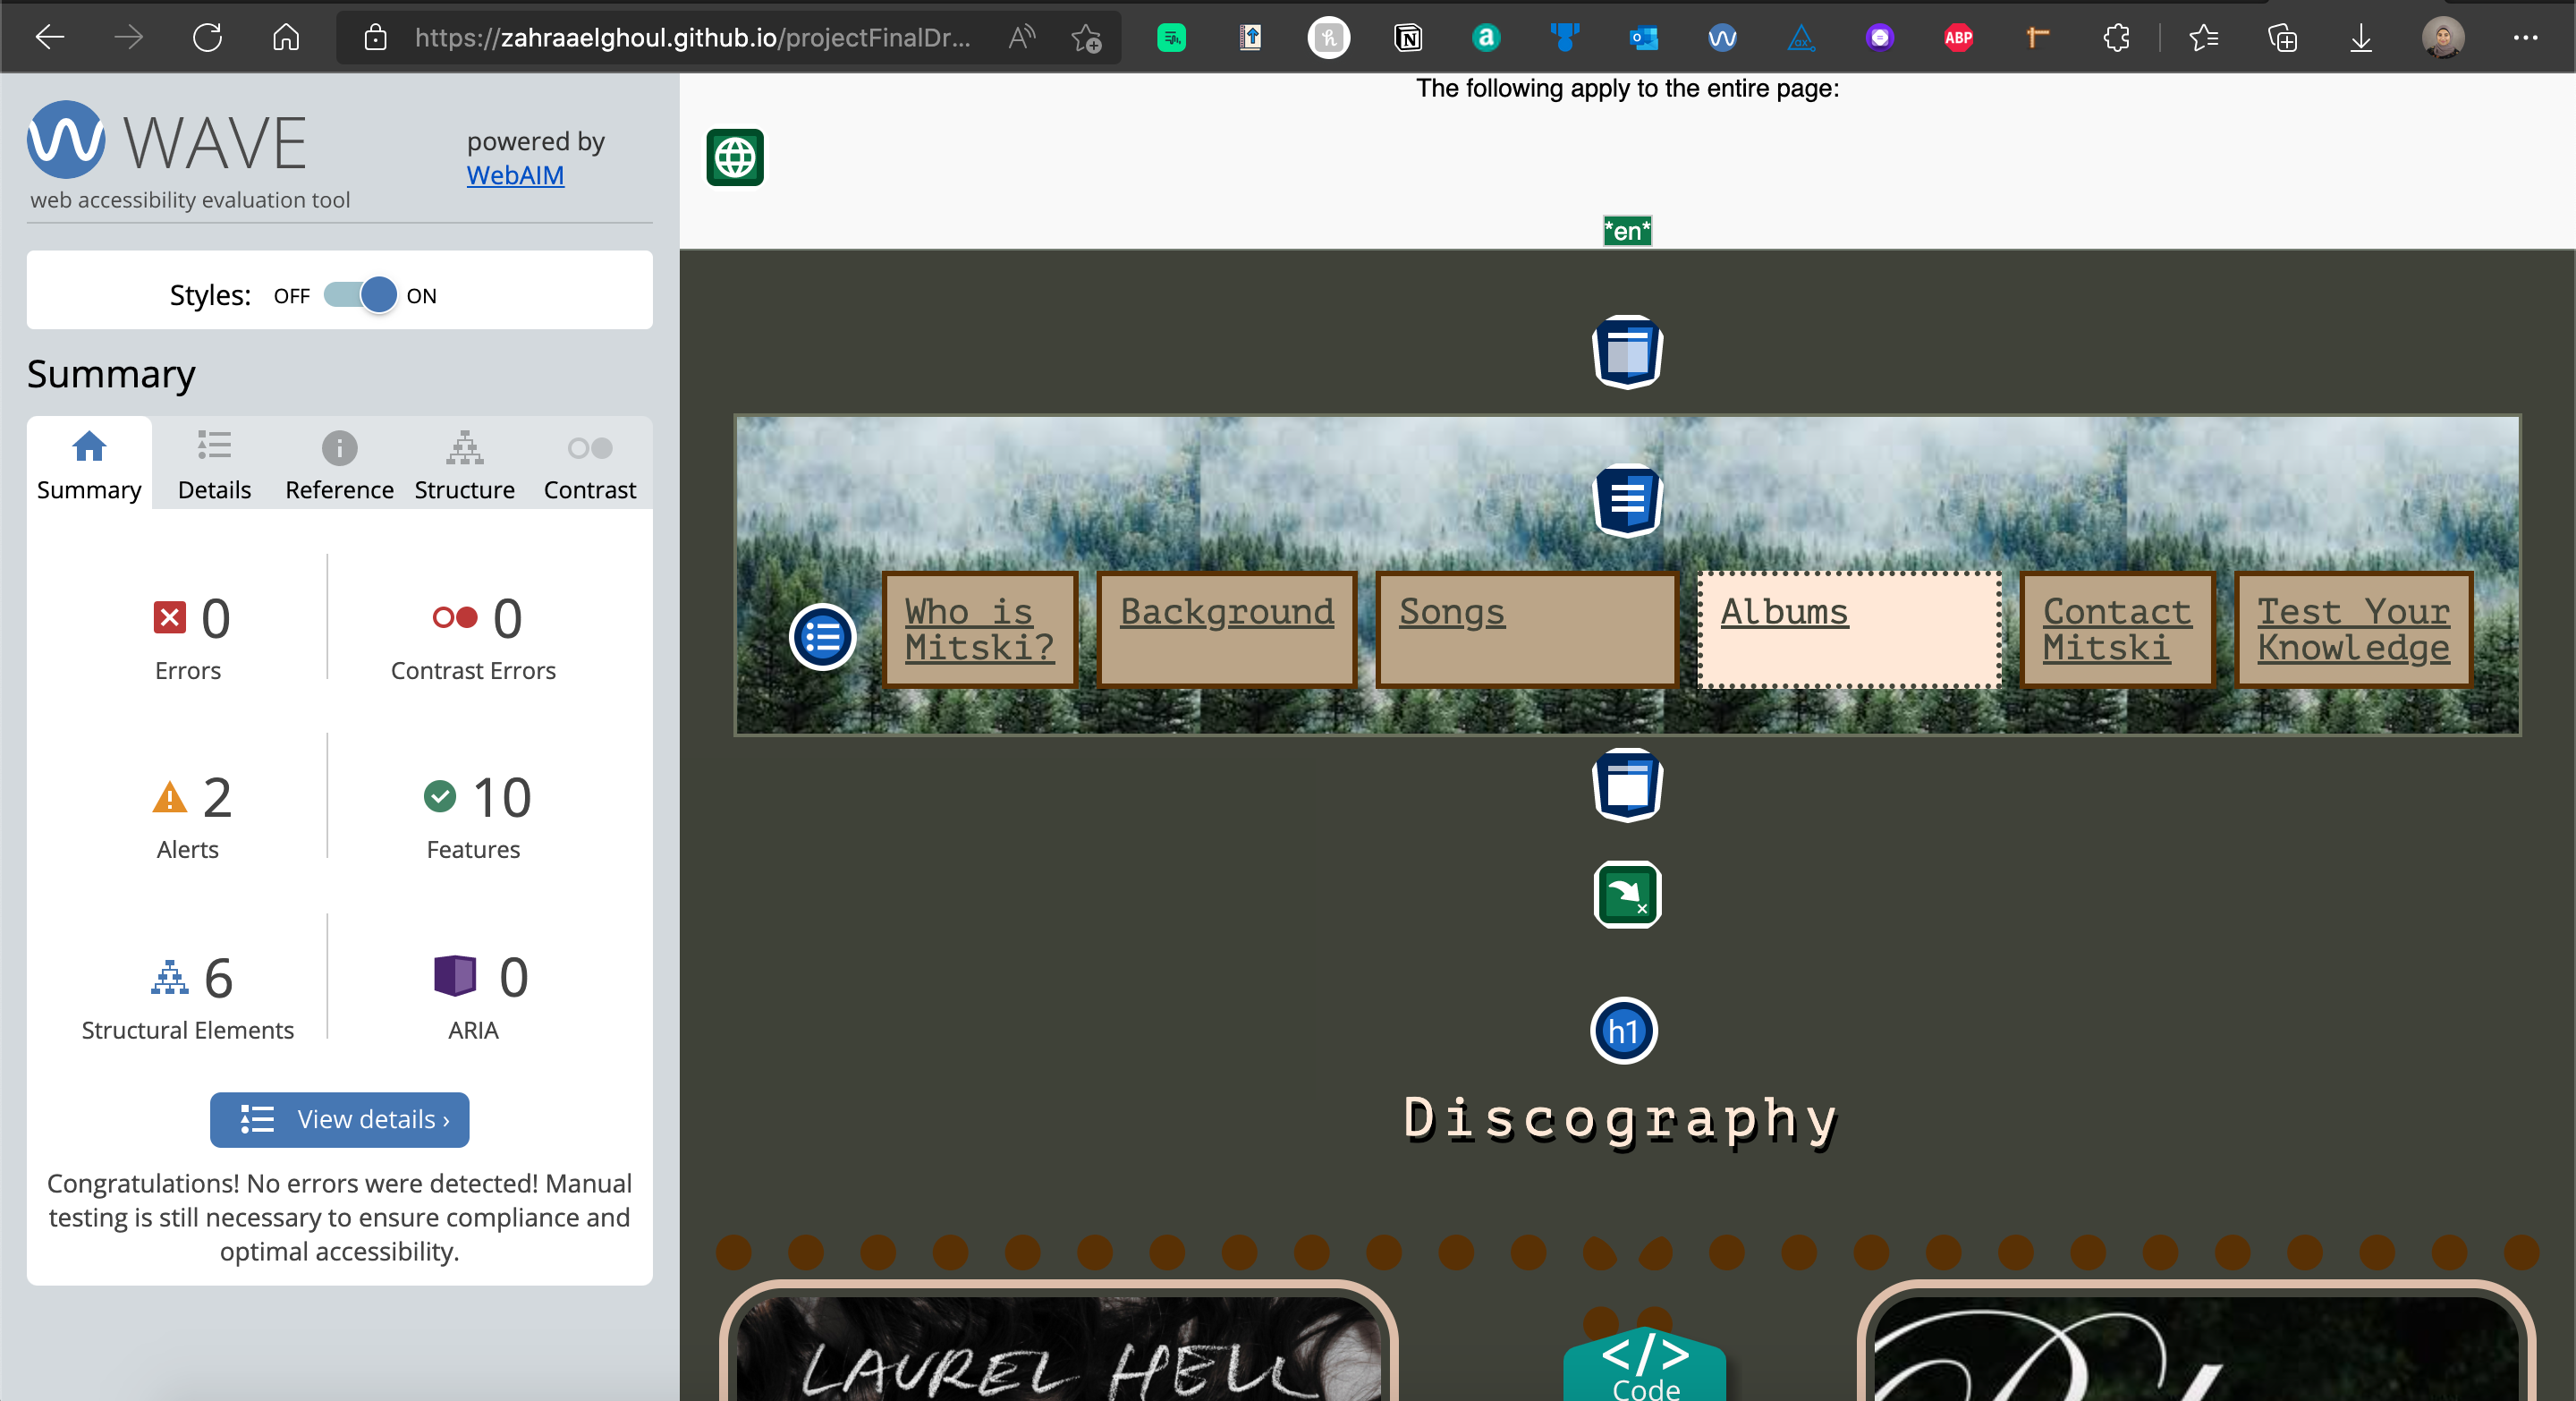 https://zahraaelghoul.github.io/projectFinalDr...
ABP
WAVE
powered by
WebAIM
web accessibility evaluation tool
Styles: OFF ON
Summary
Summary Details Reference Structure Contrast
0
Errors
0
Contrast Errors
2
Alerts
10
Features
6
Structural Elements
0
ARIA
View details ›
Congratulations! No errors were detected! Manual
testing is still necessary to ensure compliance and
optimal accessibility.
The following apply to the entire page:
*en*
Who is
Mitski?
Background
Songs
Albums
Contact
Mitski
Test Your
Knowledge
h1
Discography
LAUREL HELL
</>
Code